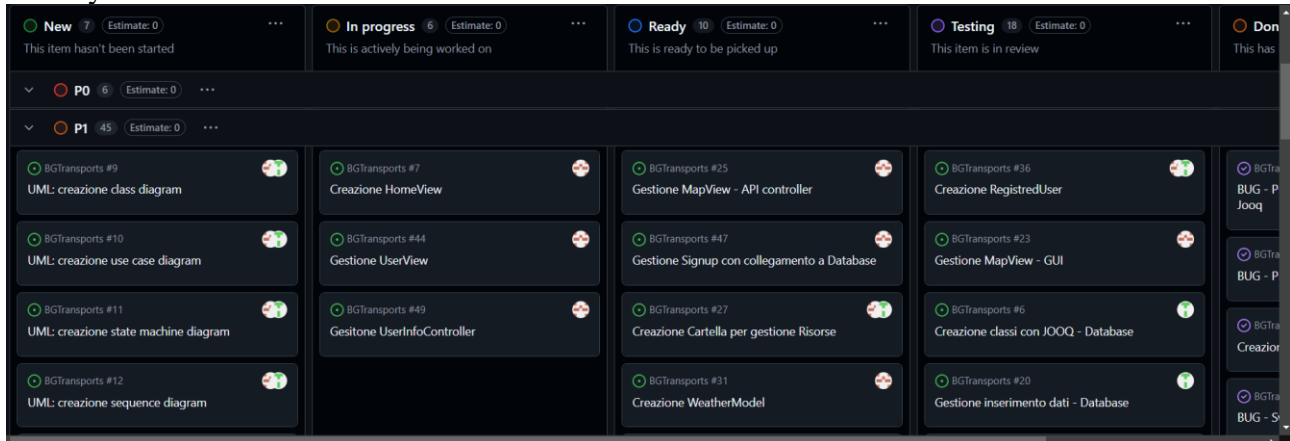 New 7 Estimate: 0 ...
This item hasn't been started
In progress 6 Estimate: 0 ...
This is actively being worked on
Ready 10 Estimate: 0 ...
This is ready to be picked up
Testing 18 Estimate: 0 ...
This item is in review
Don
This has
P0 6 Estimate: 0 ...
P1 45 Estimate: 0 ...
BGTransports #9
UML: creazione class diagram
BGTransports #10
UML: creazione use case diagram
BGTransports #11
UML: creazione state machine diagram
BGTransports #12
UML: creazione sequence diagram
BGTransports #7
Creazione HomeView
BGTransports #44
Gestione UserView
BGTransports #49
Gesitone UserInfoController
BGTransports #25
Gestione MapView - API controller
BGTransports #47
Gestione Signup con collegamento a Database
BGTransports #27
Creazione Cartella per gestione Risorse
BGTransports #31
Creazione WeatherModel
BGTransports #36
Creazione RegistredUser
BGTransports #23
Gestione MapView - GUI
BGTransports #6
Creazione classi con JOOQ - Database
BGTransports #20
Gestione inserimento dati - Database
BGTra
BUG - P
Jooq
BGTra
BUG - P
BGTra
Creazion
BGTra
BUG - S